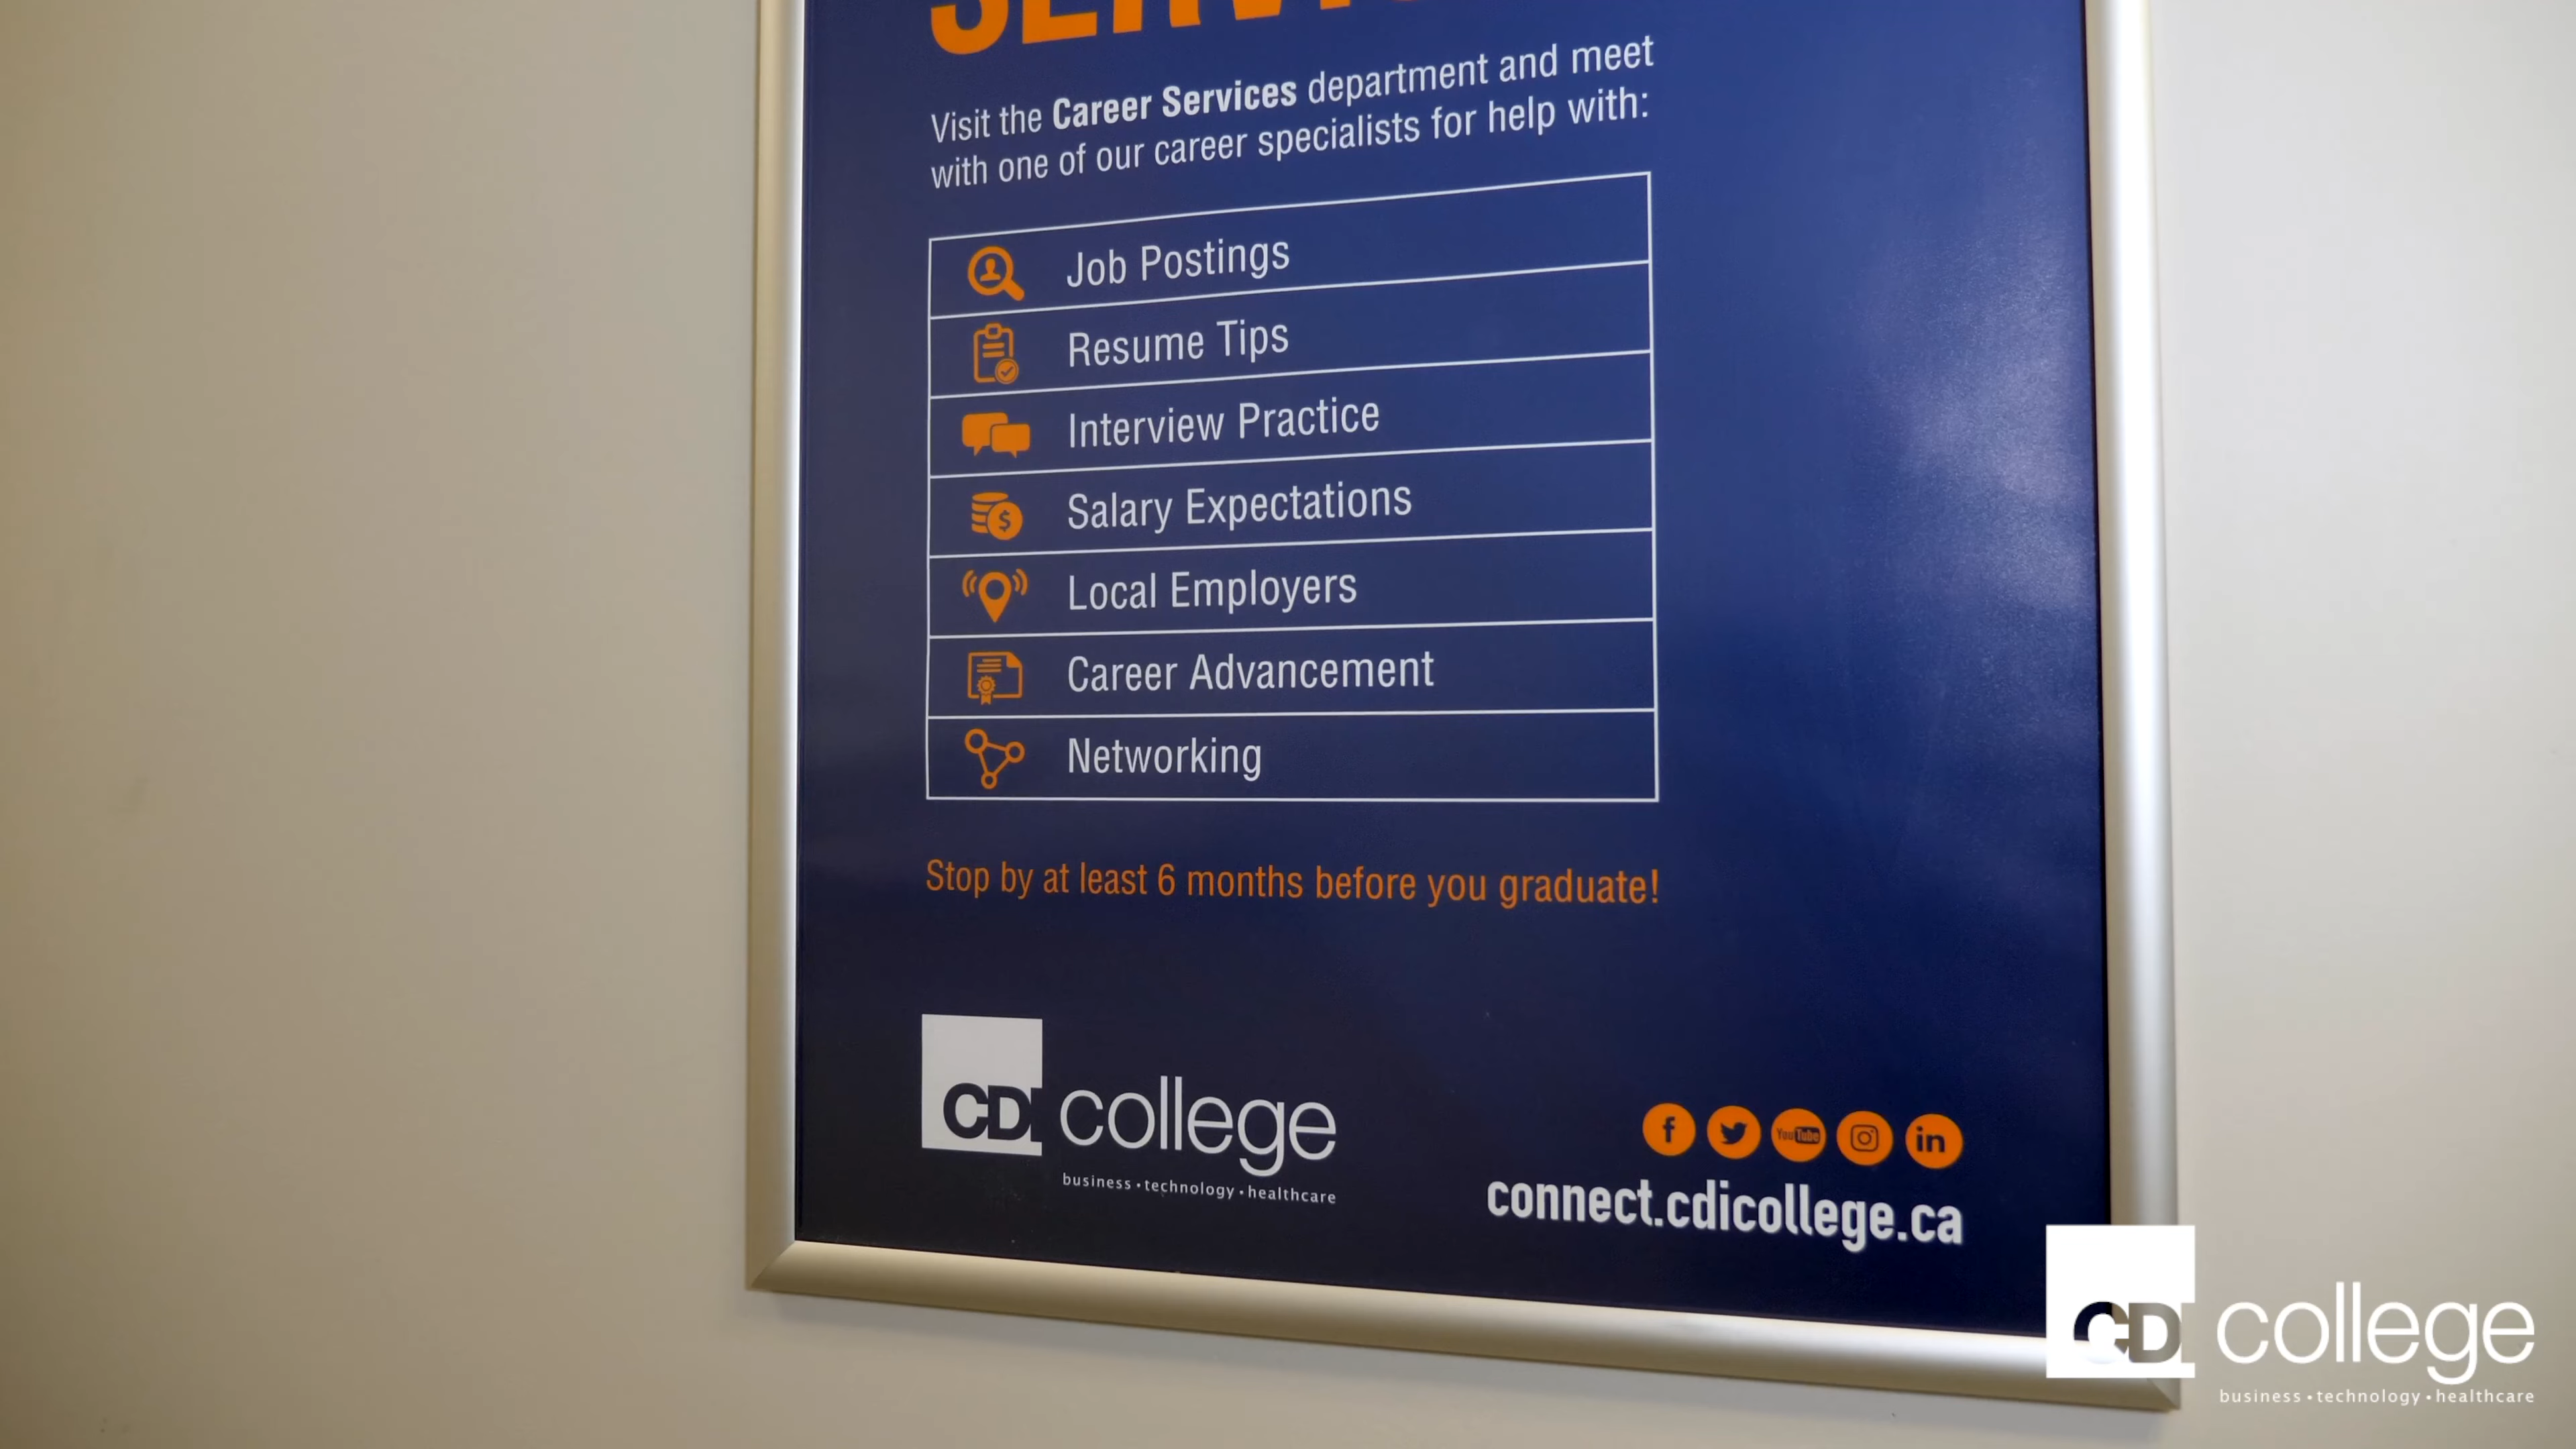 Visit the Career Services department and meet
with one of our career specialists for help with:
Job Postings
Resume Tips
Interview Practice
Salary Expectations
Local Employers
Career Advancement
Networking
Stop by at least 6 months before you graduate!
CDI college
business • technology • healthcare
f YouTube in
connect.cdicollege.ca
CDI college
business • technology • healthcare